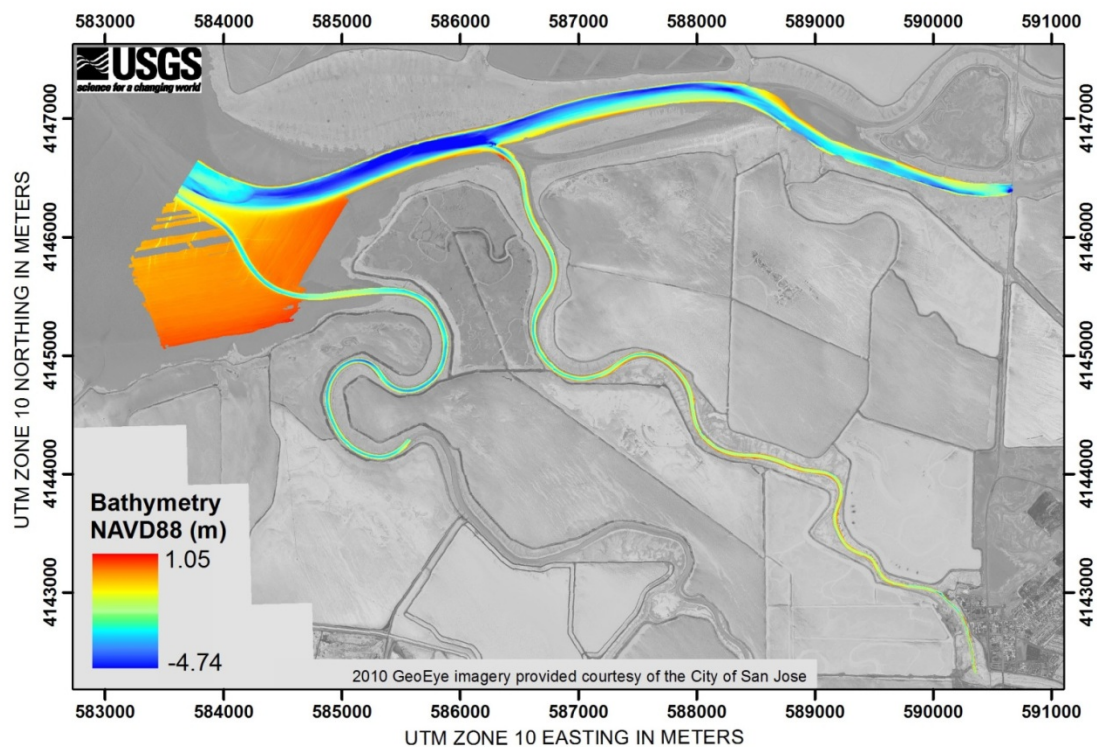 583000 584000 585000 586000 587000 588000 589000 590000 591000
USGS
science for a changing world
4147000
4146000
4145000
4144000
4143000
UTM ZONE 10 NORTHING IN METERS
4147000
4146000
4145000
4144000
4143000
Bathymetry
NAVD88 (m)
1.05
-4.74
2010 GeoEye imagery provided courtesy of the City of San Jose
583000 584000 585000 586000 587000 588000 589000 590000 591000
UTM ZONE 10 EASTING IN METERS